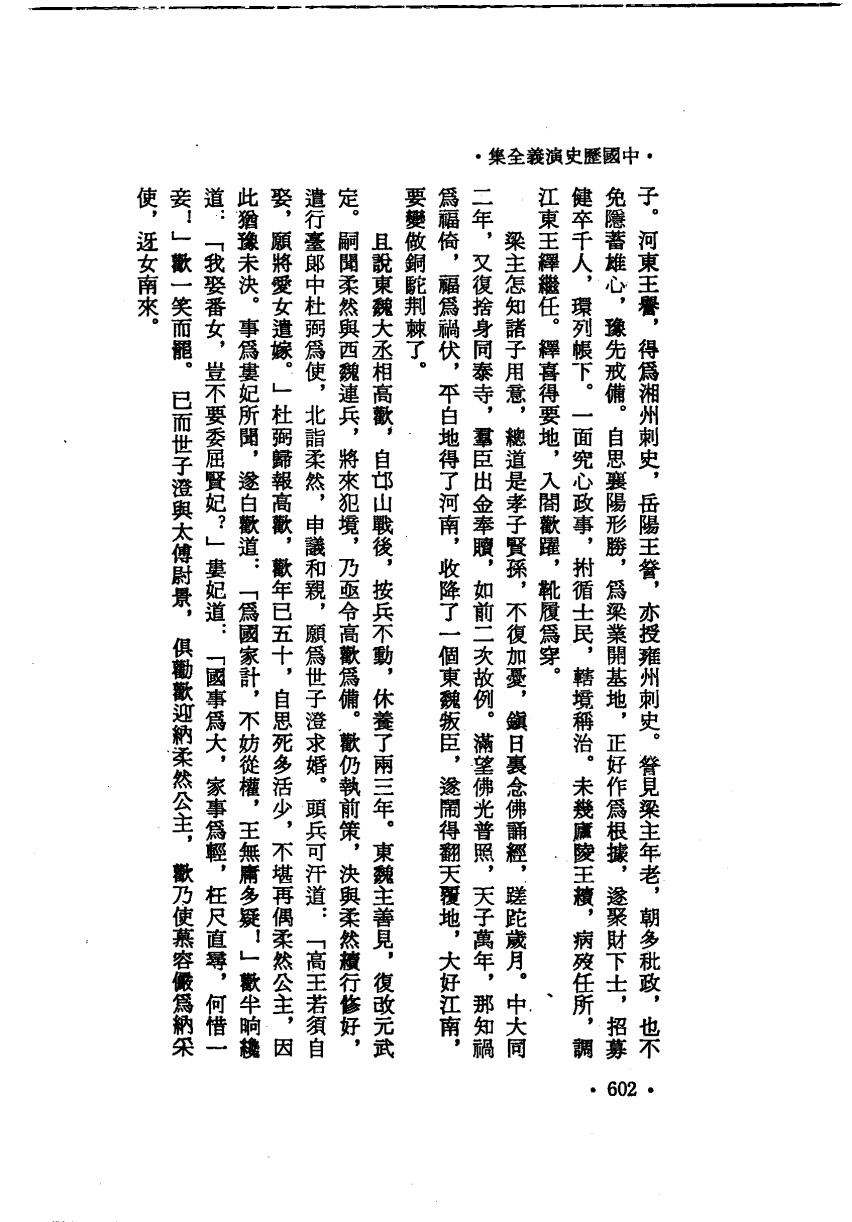 ・中國歷史演義全集・
子。河東王譽，得爲湘州刺史，岳陽王詧，亦授雍州刺史。詧見梁主年老，朝多秕政，也不
免隱蓄雄心，豫先戒備。自思襄陽形勝，爲梁業開基地，正好作爲根據，遂聚財下士，招募
健卒千人，環列帳下。一面究心政事，拊循士民，轄境稱治。未幾廬陵王續，病歿任所，調
江東王繹繼任。繹喜得要地，入閤歡躍，靴履爲穿。
梁主怎知諸子用意，總道是孝子賢孫，不復加憂，鎭日裏念佛誦經，蹉跎歲月。中大同
二年，又復捨身同泰寺，羣臣出金奉贖，如前二次故例。滿望佛光普照，天子萬年，那知禍
爲福倚，福爲禍伏，平白地得了河南，收降了一個東魏叛臣，遂鬧得翻天覆地，大好江南，
要變做銅駝荆棘了。
且說東魏大丞相高歡，自邙山戰後，按兵不動，休養了兩三年。東魏主善見，復改元武
定。嗣聞柔然與西魏連兵，將來犯境，乃亟令高歡爲備。歡仍執前策，決與柔然續行修好，
遣行臺郎中杜弼爲使，北詣柔然，申議和親，願爲世子澄求婚。頭兵可汗道：「高王若須自
娶，願將愛女遣嫁。」杜弼歸報高歡，歡年已五十，自思死多活少，不堪再偶柔然公主，因
此猶豫未決。事爲婁妃所聞，遂白歡道：「爲國家計，不妨從權，王無庸多疑！」歡半晌纔
道：「我娶番女，豈不要委屈賢妃？」婁妃道：「國事爲大，家事爲輕，枉尺直尋，何惜一
妾！」歡一笑而罷。已而世子澄與太傅尉景，俱勸歡迎納柔然公主，歡乃使慕容儼爲納采
使，迓女南來。
・602・